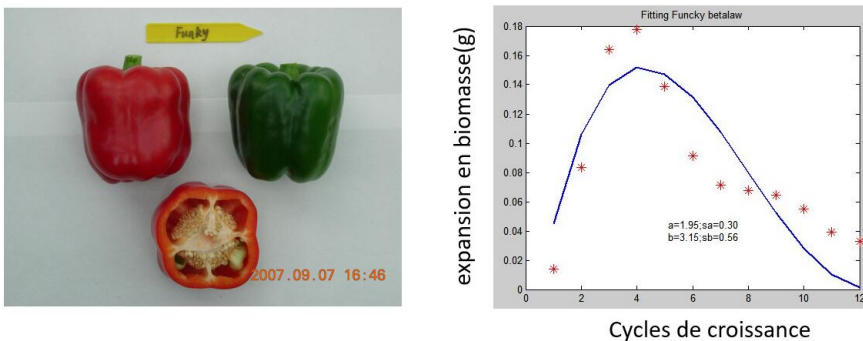 Funky
2007.09.07 16:46
Fitting Funcky betalaw
expansion en biomasse(g)
0.18
0.16
0.14
0.12
0.1
0.08
0.06
0.04
0.02
0
a=1.95;sa=0.30
b=3.15;sb=0.56
0 2 4 6 8 10 12
Cycles de croissance